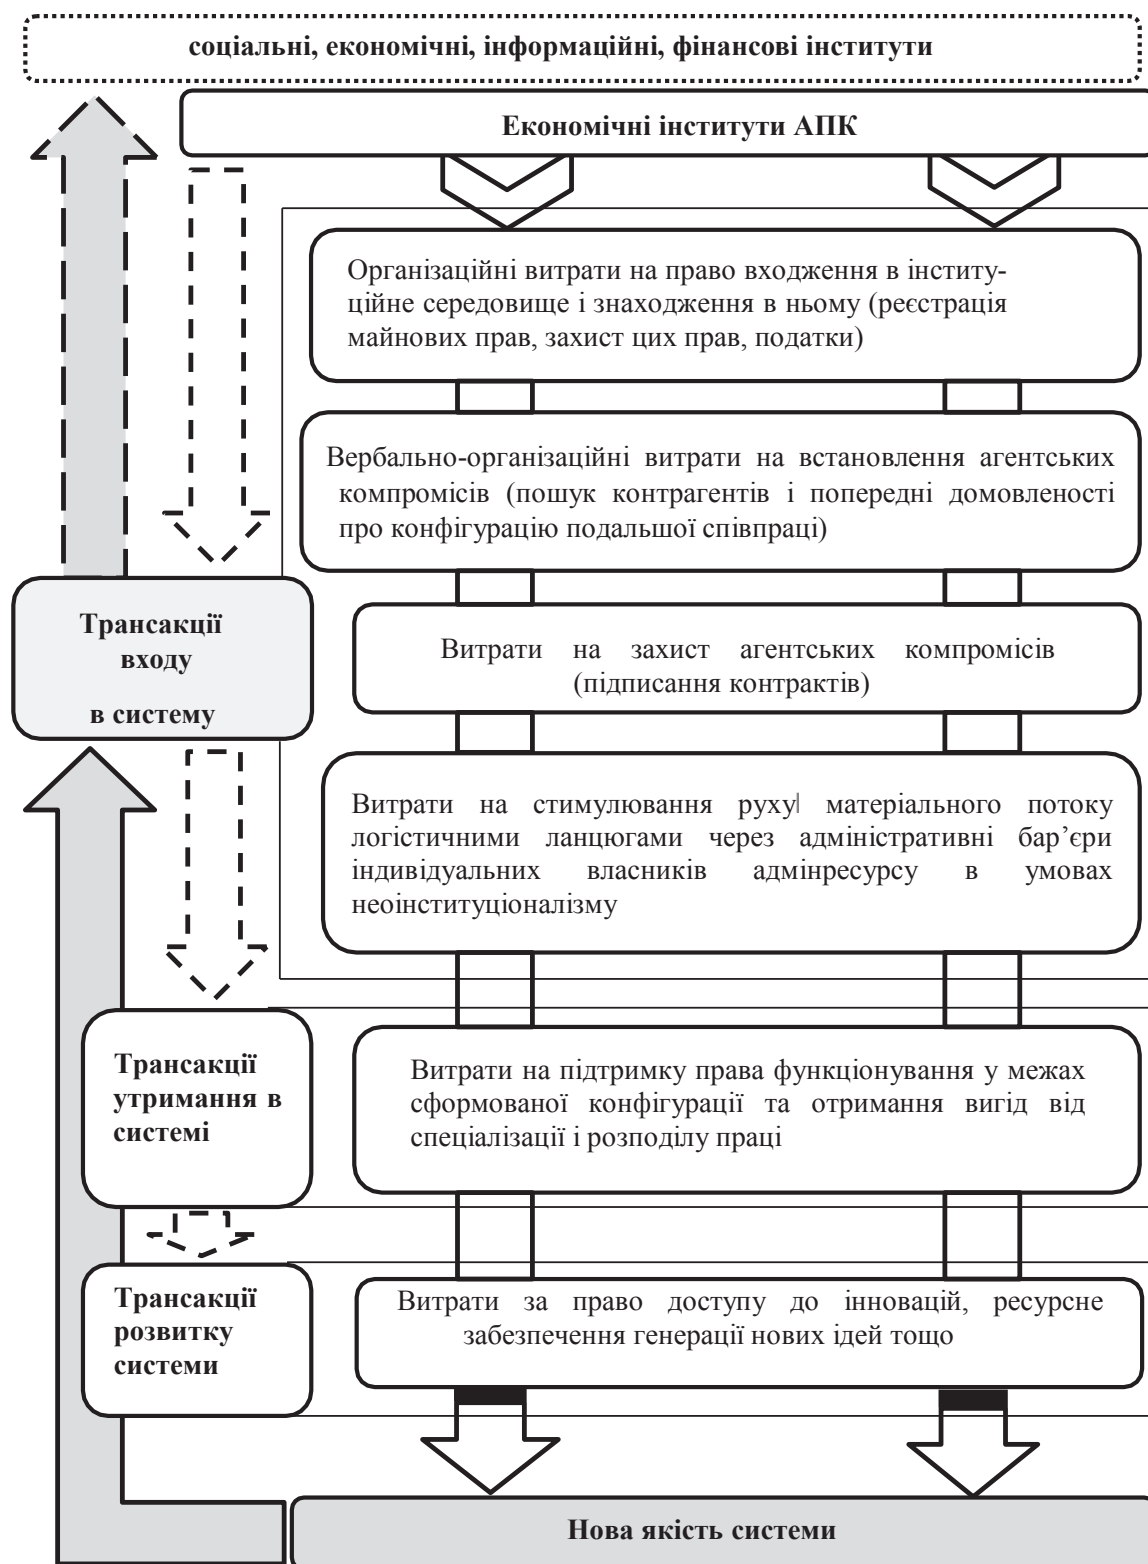 соціальні, економічні, інформаційні, фінансові інститути
Економічні інститути АПК
Організаційні витрати на право входження в інститу-
ційне середовище і знаходження в ньому (реєстрація
майнових прав, захист цих прав, податки)
Вербально-організаційні витрати на встановлення агентських
компромісів (пошук контрагентів і попередні домовленості
про конфігурацію подальшої співпраці)
Трансакції
входу
в систему
Витрати на захист агентських компромісів
(підписання контрактів)
Витрати на стимулювання руху матеріального потоку
логістичними ланцюгами через адміністративні бар’єри
індивідуальних власників адмінресурсу в умовах
неоінституціоналізму
Трансакції
утримання в
системі
Витрати на підтримку права функціонування у межах
сформованої конфігурації та отримання вигід від
спеціалізації і розподілу праці
Трансакції
розвитку
системи
Витрати за право доступу до інновацій, ресурсне
забезпечення генерації нових ідей тощо
Нова якість системи